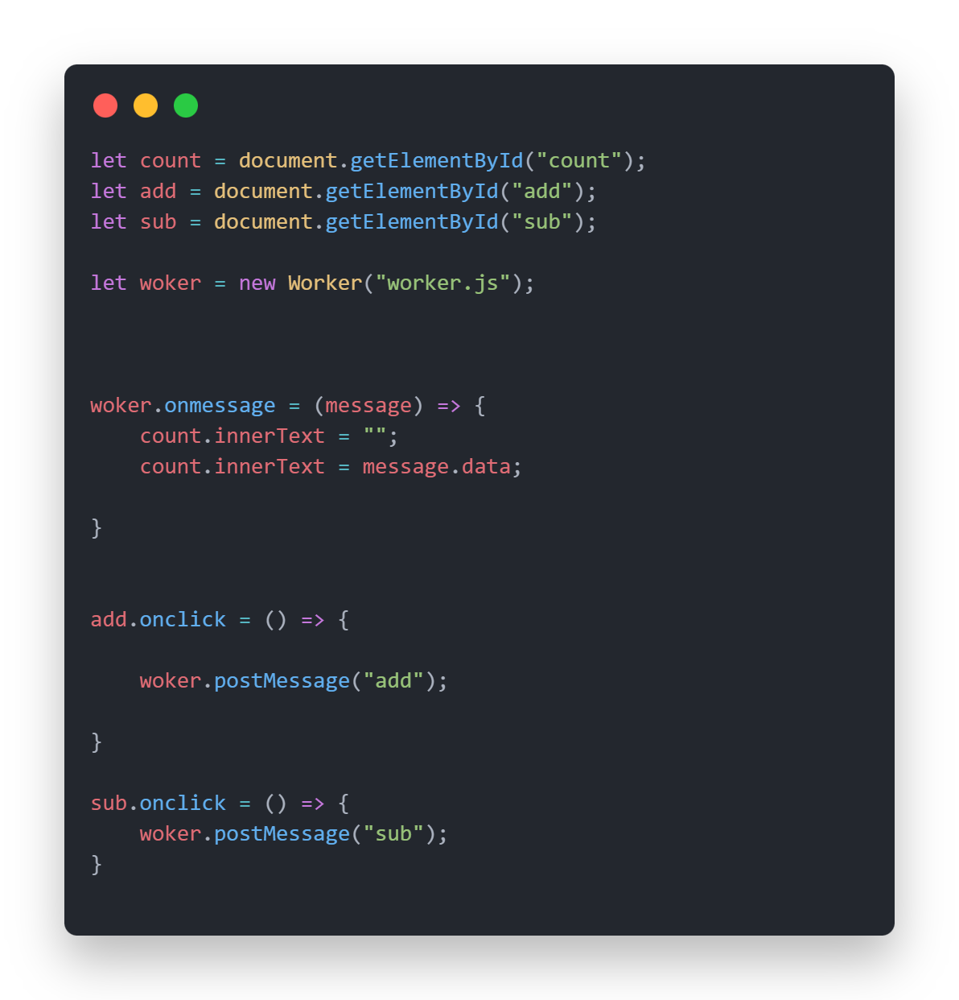 let count = document.getElementById("count");
let add = document.getElementById("add");
let sub = document.getElementById("sub");
let woker = new Worker("worker.js");
woker.onmessage = (message) => {
    count.innerText = "";
    count.innerText = message.data;
}
add.onclick = () => {
    woker.postMessage("add");
}
sub.onclick = () => {
    woker.postMessage("sub");
}